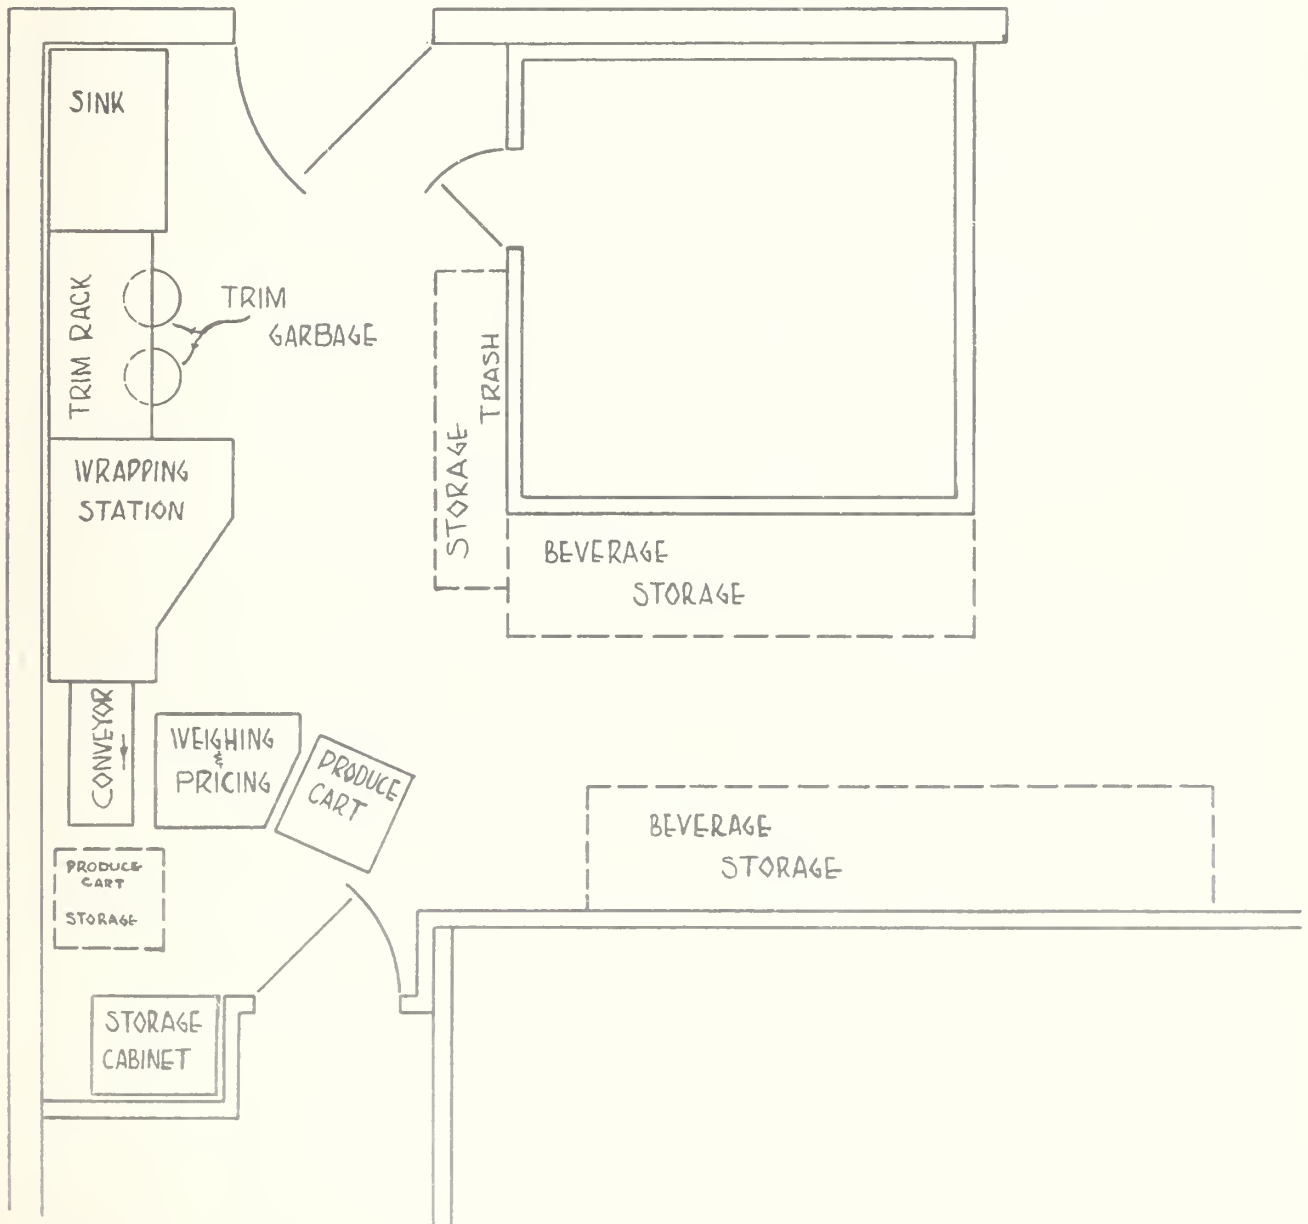 SINK
TRIM RACK
TRIM
GARBAGE
TRASH
STORAGE
WRAPPING
STATION
BEVERAGE
STORAGE
CONVEYOR
WEIGHING
&
PRICING
PRODUCE
CART
BEVERAGE
STORAGE
PRODUCE
CART
STORAGE
STORAGE
CABINET